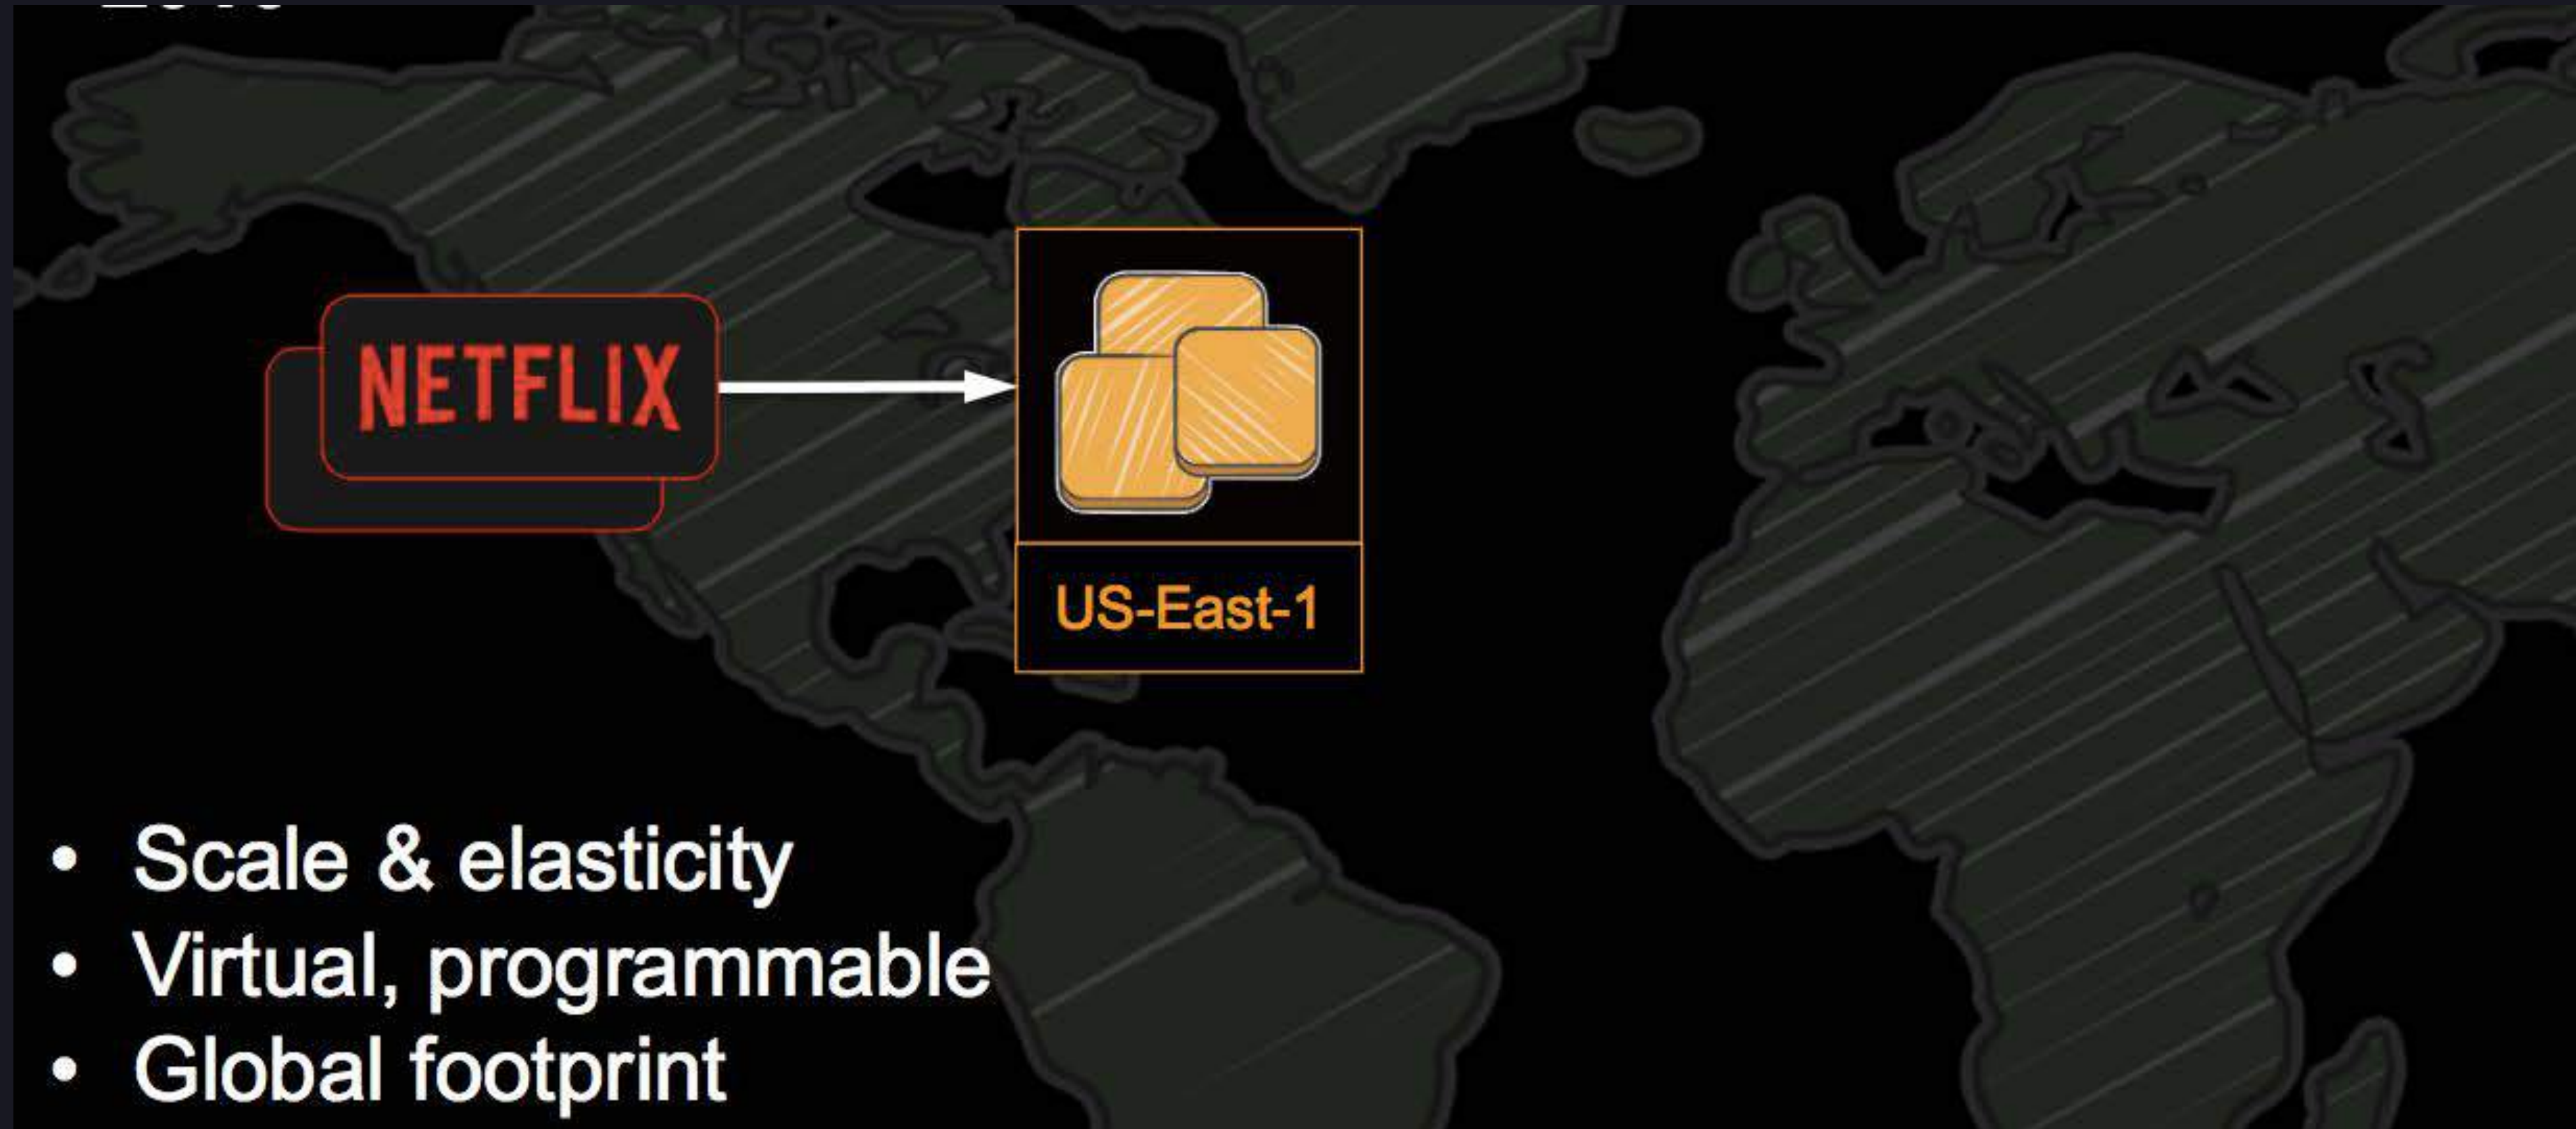 NETFLIX
US-East-1
• Scale & elasticity
• Virtual, programmable
• Global footprint